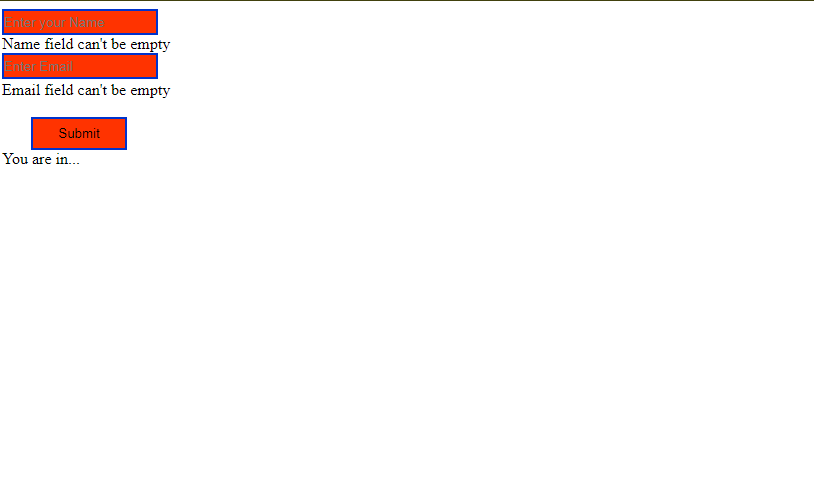 Enter your Name
Name field can't be empty
Enter Email
Email field can't be empty
Submit
You are in...